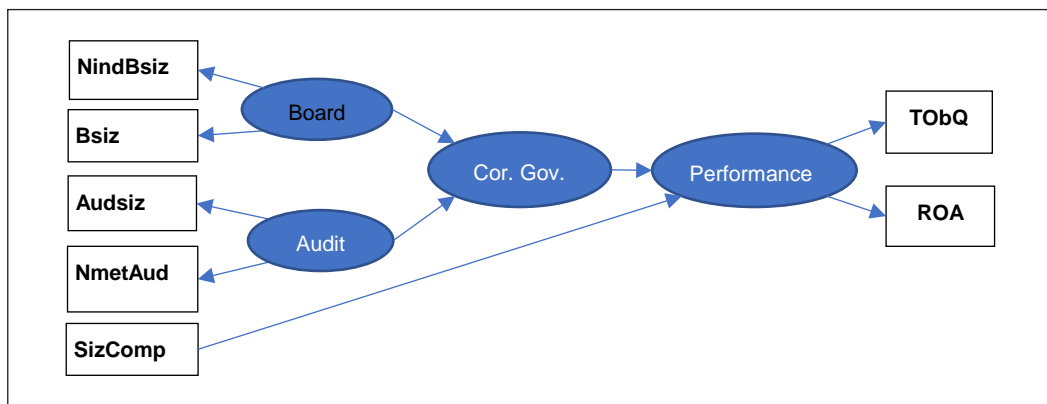 NindBsiz
Board
Bsiz
Audsiz
Audit
NmetAud
SizComp
Cor. Gov.
Performance
TObQ
ROA